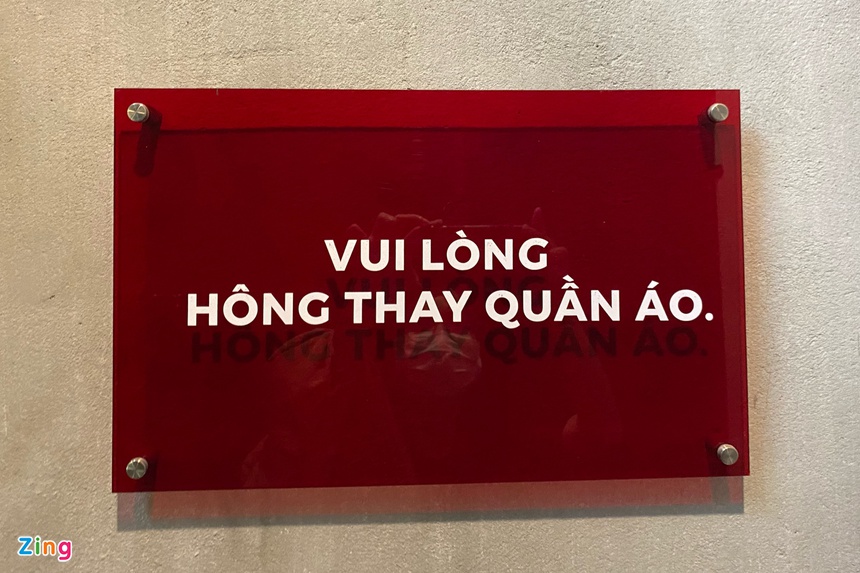 VUI LÒNG
HÔNG THAY QUẦN ÁO.
Zing